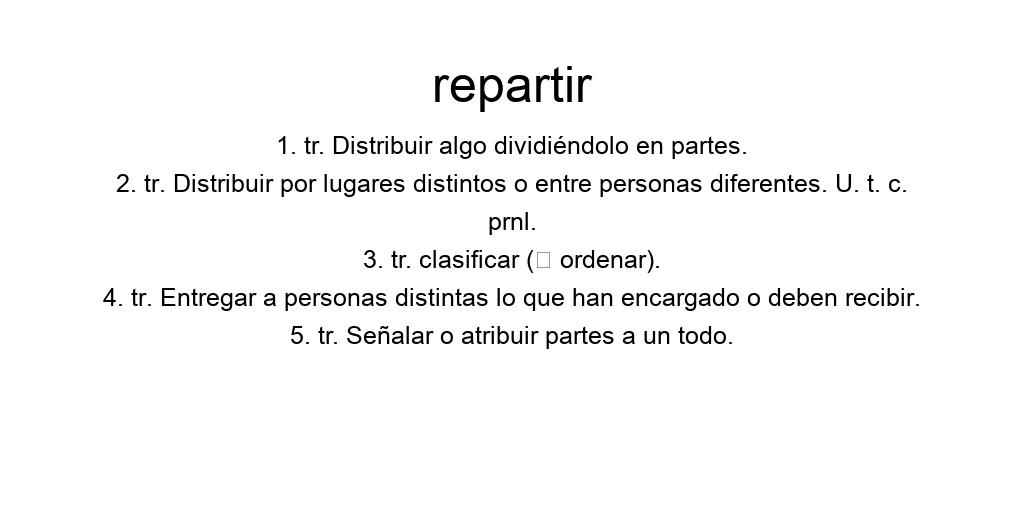 repartir
1. tr. Distribuir algo dividiéndolo en partes.
2. tr. Distribuir por lugares distintos o entre personas diferentes. U. t. c.
prnl.
3. tr. clasificar (□ ordenar).
4. tr. Entregar a personas distintas lo que han encargado o deben recibir.
5. tr. Señalar o atribuir partes a un todo.